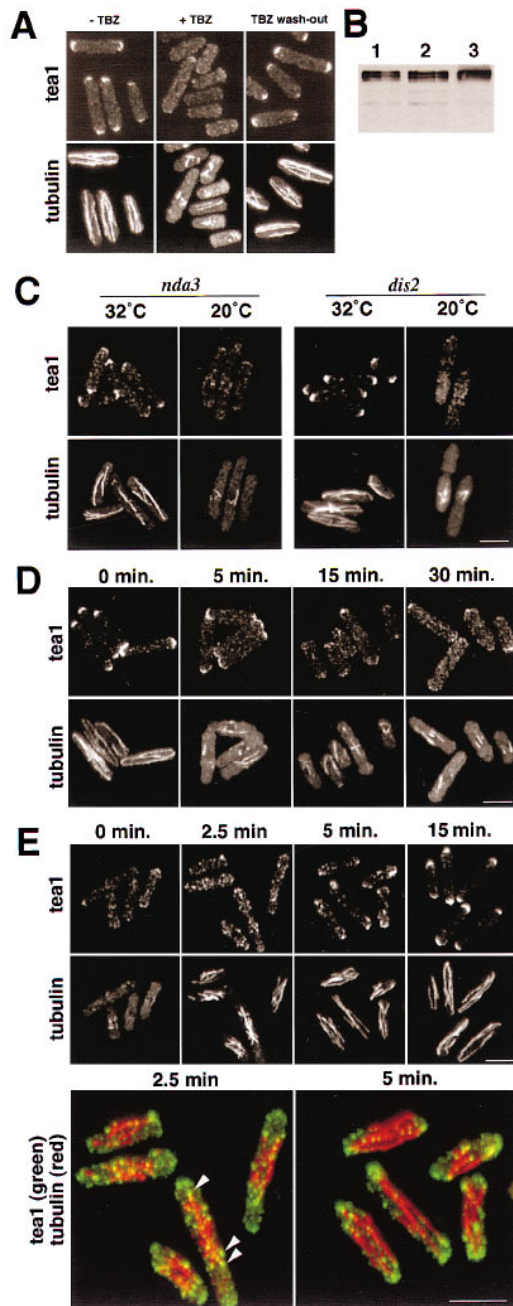 A
- TBZ + TBZ TBZ wash-out
tea1
tubulin
B
1 2 3
C
nda3 dis2
32°C 20°C 32°C 20°C
tea1
tubulin
D
0 min. 5 min. 15 min. 30 min.
tea1
tubulin
E
0 min. 2.5 min 5 min. 15 min.
tea1
tubulin
2.5 min 5 min.
tea1 (green)
tubulin (red)